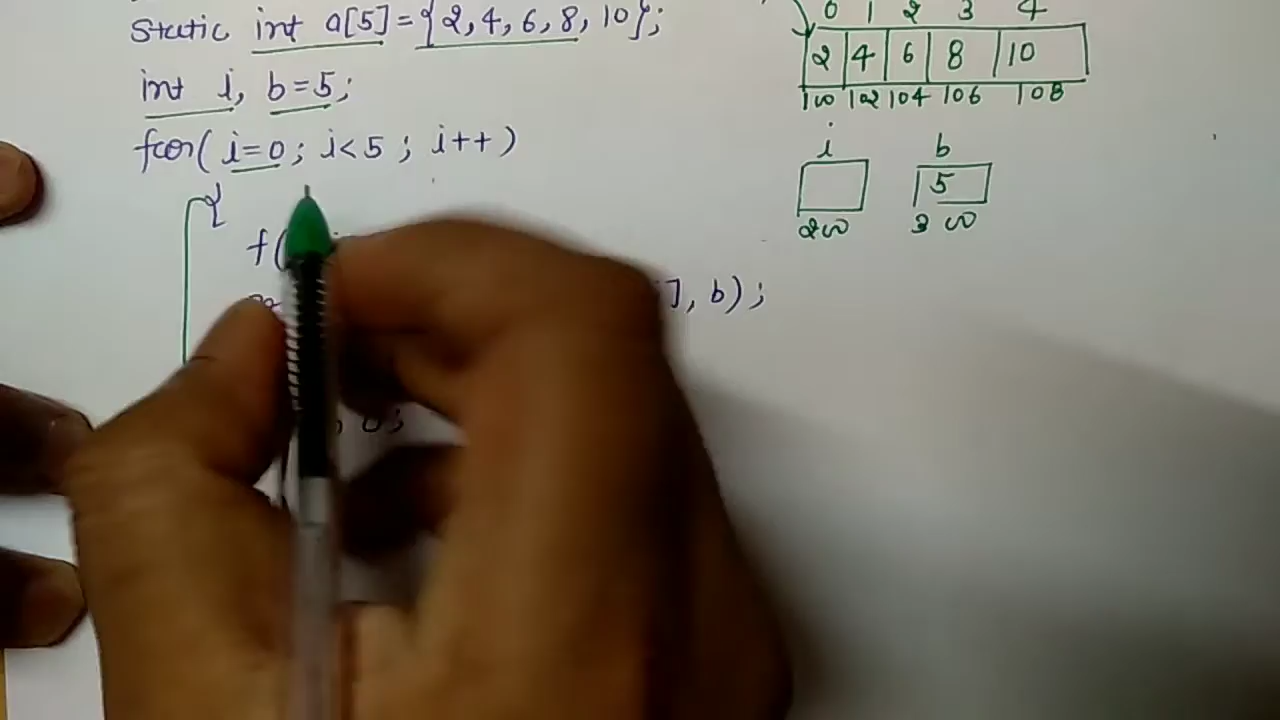 Static int a[5] = {2, 4, 6, 8, 10};
int i, b=5;
for( i=0; i<5 ; i++)
{
f(
], b);
0;
0 1 2 3 4
2 4 6 8 10
100 102 104 106 108
i b
5
200 300